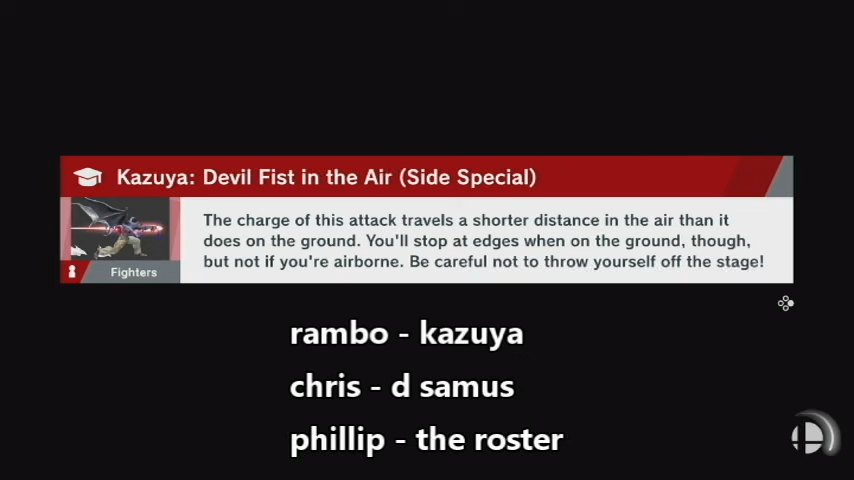 Kazuya: Devil Fist in the Air (Side Special)
The charge of this attack travels a shorter distance in the air than it
does on the ground. You'll stop at edges when on the ground, though,
but not if you're airborne. Be careful not to throw yourself off the stage!
Fighters
rambo - kazuya
chris - d samus
phillip - the roster